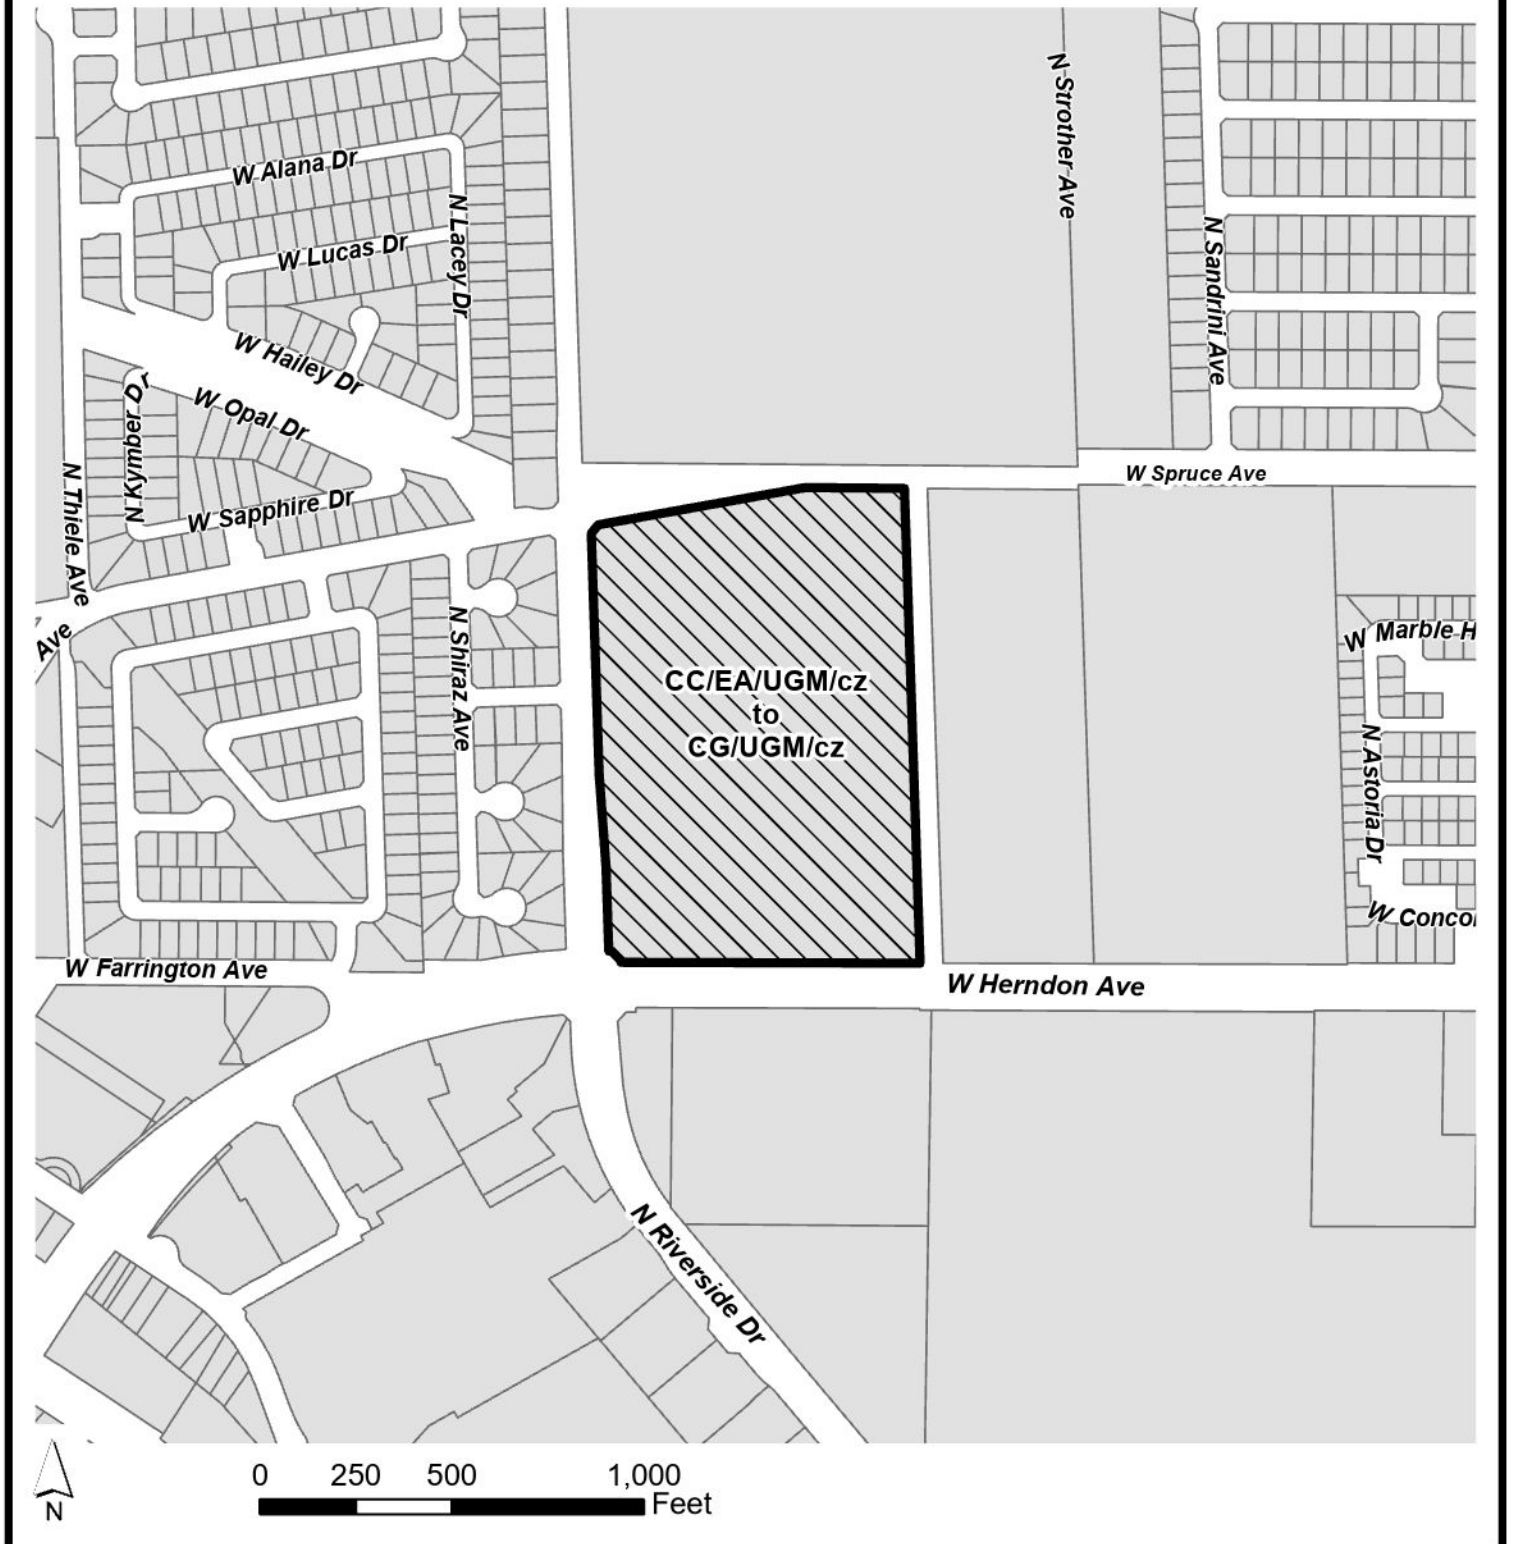 N Strother Ave
W Alana Dr
N Lacey Dr
W Lucas Dr
N Sandrini Ave
W Hailey Dr
N Kymber Dr
W Opal Dr
W Spruce Ave
N Thiele Ave
W Sapphire Dr
Ave
N Shiraz Ave
W Marble H
CC/EA/UGM/cz
to
CG/UGM/cz
N Astoria Dr
W Concor
W Farrington Ave
W Herndon Ave
N Riverside Dr
0 250 500 1,000
Feet
N